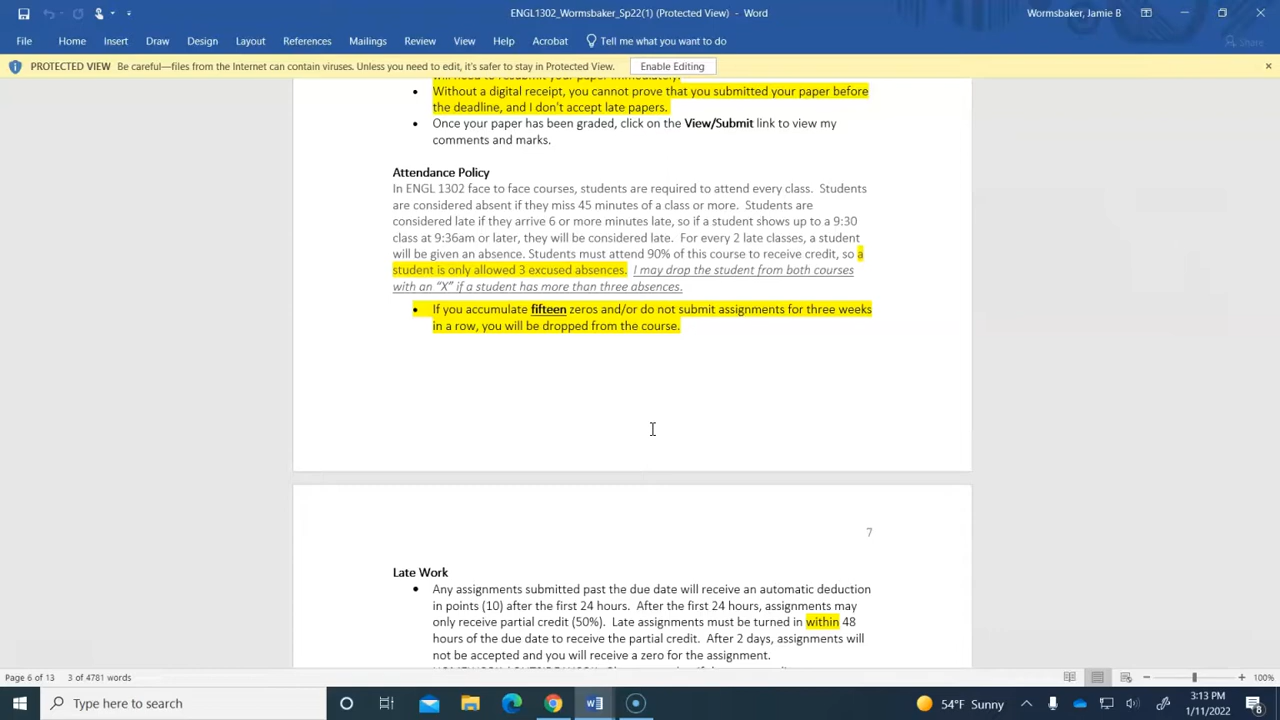 ENGL1302_Wormsbaker_Sp22(1) (Protected View) - Word
Wormsbaker, Jamie B
File Home Insert Draw Design Layout References Mailings Review View Help Acrobat Tell me what you want to do Share
PROTECTED VIEW Be careful—files from the Internet can contain viruses. Unless you need to edit, it's safer to stay in Protected View. Enable Editing
will need to resubmit your paper immediately.
• Without a digital receipt, you cannot prove that you submitted your paper before
the deadline, and I don't accept late papers.
• Once your paper has been graded, click on the View/Submit link to view my
comments and marks.
Attendance Policy
In ENGL 1302 face to face courses, students are required to attend every class. Students
are considered absent if they miss 45 minutes of a class or more. Students are
considered late if they arrive 6 or more minutes late, so if a student shows up to a 9:30
class at 9:36am or later, they will be considered late. For every 2 late classes, a student
will be given an absence. Students must attend 90% of this course to receive credit, so a
student is only allowed 3 excused absences. I may drop the student from both courses
with an “X” if a student has more than three absences.
• If you accumulate fifteen zeros and/or do not submit assignments for three weeks
in a row, you will be dropped from the course.
7
Late Work
• Any assignments submitted past the due date will receive an automatic deduction
in points (10) after the first 24 hours. After the first 24 hours, assignments may
only receive partial credit (50%). Late assignments must be turned in within 48
hours of the due date to receive the partial credit. After 2 days, assignments will
not be accepted and you will receive a zero for the assignment.
Page 6 of 13 3 of 4781 words 100%
Type here to search
54°F Sunny
3:13 PM
1/11/2022
8